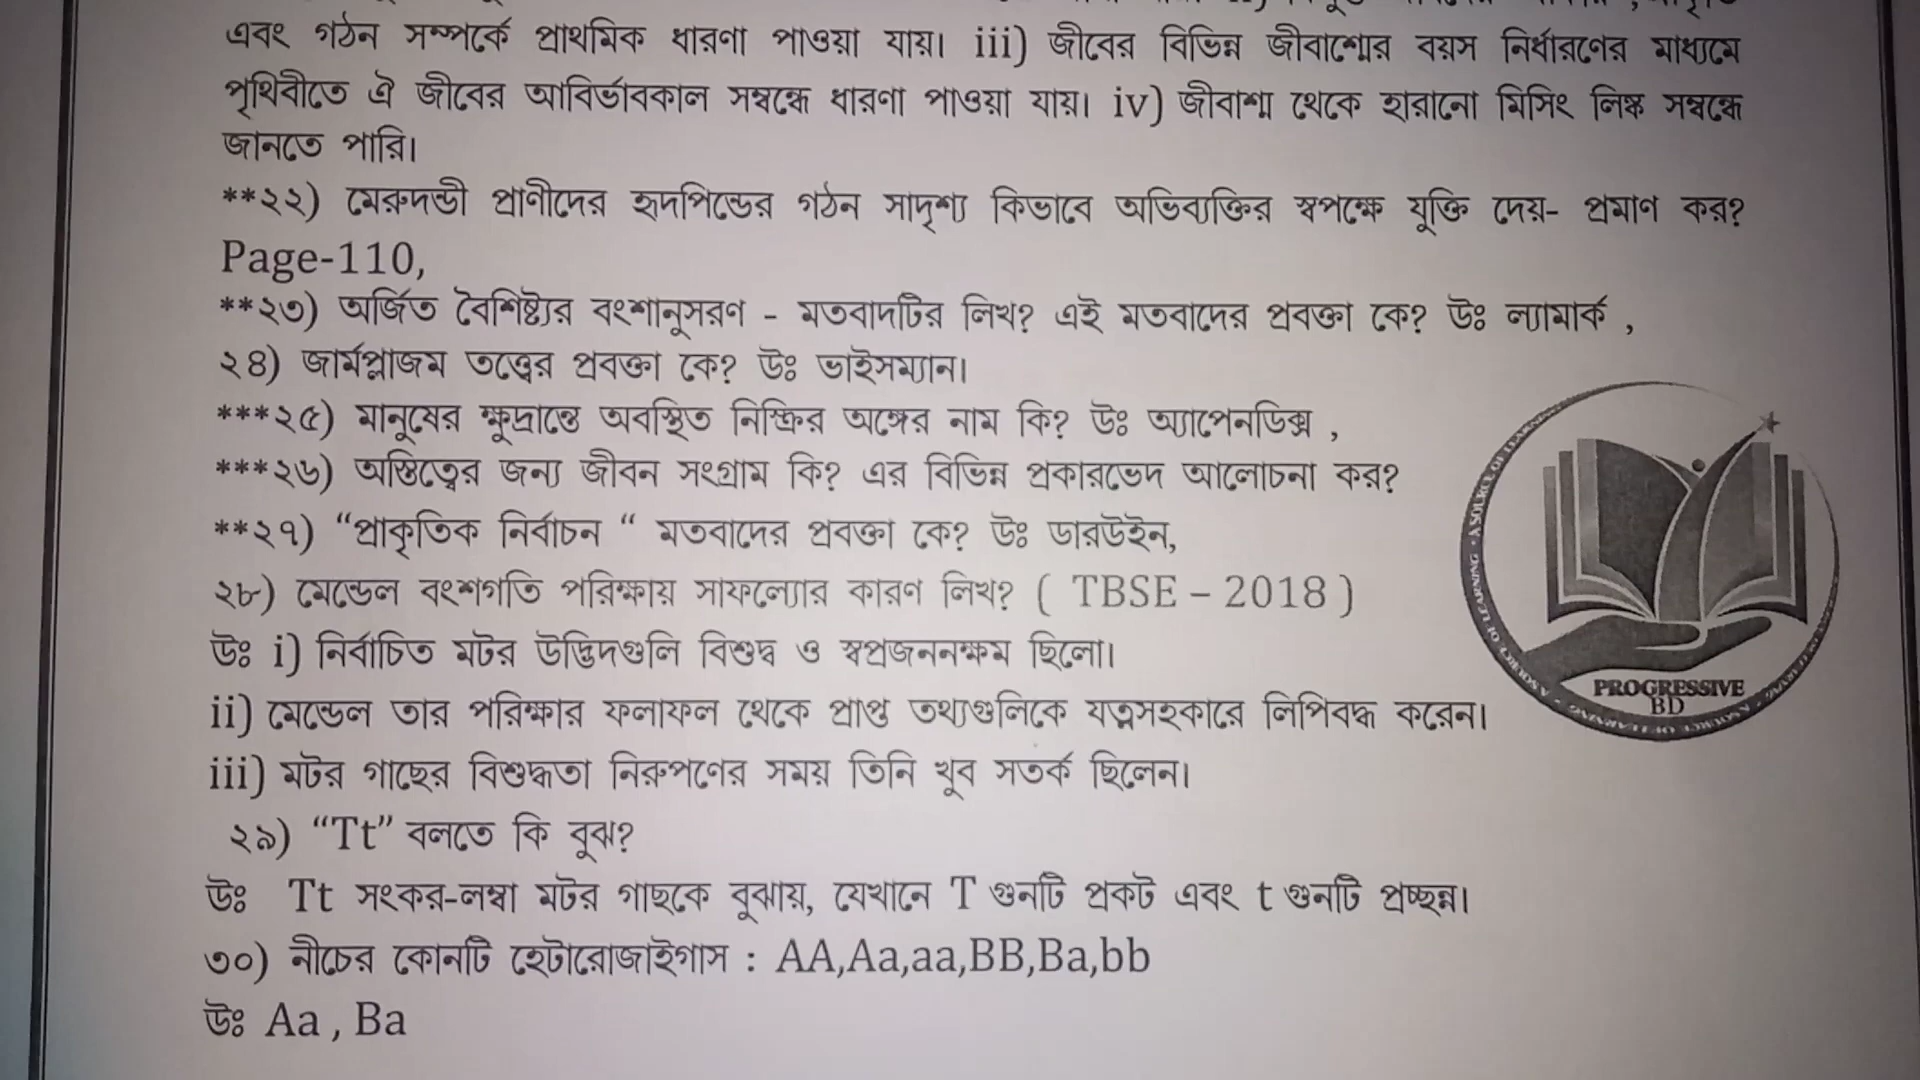 এবং গঠন সম্পর্কে প্রাথমিক ধারণা পাওয়া যায়। iii) জীবের বিভিন্ন জীবাশ্মের বয়স নির্ধারণের মাধ্যমে
পৃথিবীতে ঐ জীবের আবির্ভাবকাল সম্বন্ধে ধারণা পাওয়া যায়। iv) জীবাশ্ম থেকে হারানো মিসিং লিঙ্ক সম্বন্ধে
জানতে পারি।
**২২) মেরুদন্ডী প্রাণীদের হৃদপিন্ডের গঠন সাদৃশ্য কিভাবে অভিব্যক্তির স্বপক্ষে যুক্তি দেয়- প্রমাণ কর?
Page-110,
**২৩) অর্জিত বৈশিষ্ট্যের বংশানুসরণ - মতবাদটির লিখ? এই মতবাদের প্রবক্তা কে? উঃ ল্যামার্ক ,
২৪) জার্মপ্লাজম তত্ত্বের প্রবক্তা কে? উঃ ভাইসম্যান।
***২৫) মানুষের ক্ষুদ্রান্তে অবস্থিত নিষ্ক্রির অঙ্গের নাম কি? উঃ অ্যাপেনডিক্স ,
***২৬) অস্তিত্বের জন্য জীবন সংগ্রাম কি? এর বিভিন্ন প্রকারভেদ আলোচনা কর?
**২৭) “প্রাকৃতিক নির্বাচন “ মতবাদের প্রবক্তা কে? উঃ ডারউইন,
২৮) মেন্ডেল বংশগতি পরিক্ষায় সাফল্যোর কারণ লিখ? ( TBSE – 2018 )
উঃ i) নির্বাচিত মটর উদ্ভিদগুলি বিশুদ্ব ও স্বপ্রজননক্ষম ছিলো।
ii) মেন্ডেল তার পরিক্ষার ফলাফল থেকে প্রাপ্ত তথ্যগুলিকে যত্নসহকারে লিপিবদ্ধ করেন।
iii) মটর গাছের বিশুদ্ধতা নিরুপণের সময় তিনি খুব সতর্ক ছিলেন।
২৯) “Tt” বলতে কি বুঝ?
উঃ Tt সংকর-লম্বা মটর গাছকে বুঝায়, যেখানে T গুনটি প্রকট এবং t গুনটি প্রচ্ছন্ন।
৩০) নীচের কোনটি হেটারোজাইগাস : AA,Aa,aa,BB,Ba,bb
উঃ Aa , Ba
PROGRESSIVE
BD